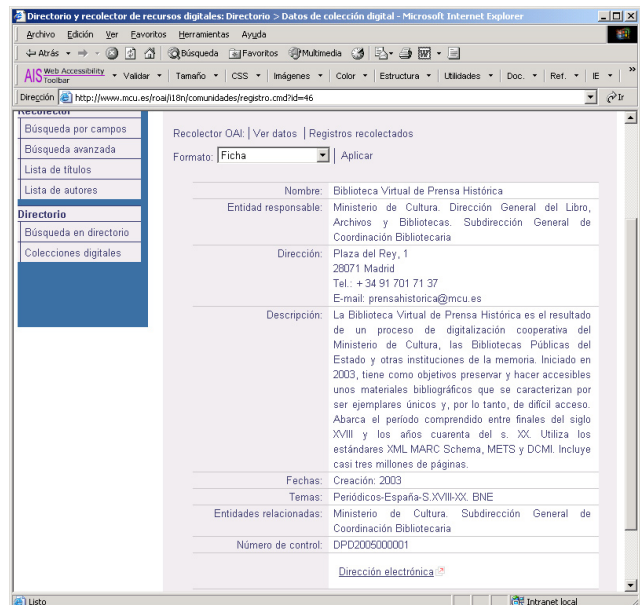 Directorio y recolector de recursos digitales: Directorio > Datos de colección digital - Microsoft Internet Explorer
Archivo Edición Ver Favoritos Herramientas Ayuda
Atrás Búsqueda Favoritos Multimedia
AIS Web Accessibility Toolbar Validar Tamaño CSS Imágenes Color Estructura Utilidades Doc. Ref. IE »
Dirección http://www.mcu.es/roai/i18n/comunidades/registro.cmd?id=46 Ir
Recolector
Búsqueda por campos
Búsqueda avanzada
Lista de títulos
Lista de autores
Directorio
Búsqueda en directorio
Colecciones digitales
Recolector OAI: | Ver datos | Registros recolectados
Formato: Ficha | Aplicar
Nombre: Biblioteca Virtual de Prensa Histórica
Entidad responsable: Ministerio de Cultura. Dirección General del Libro,
Archivos y Bibliotecas. Subdirección General de
Coordinación Bibliotecaria
Dirección: Plaza del Rey, 1
28071 Madrid
Tel.: + 34 91 701 71 37
E-mail: prensahistorica@mcu.es
Descripción: La Biblioteca Virtual de Prensa Histórica es el resultado
de un proceso de digitalización cooperativa del
Ministerio de Cultura, las Bibliotecas Públicas del
Estado y otras instituciones de la memoria. Iniciado en
2003, tiene como objetivos preservar y hacer accesibles
unos materiales bibliográficos que se caracterizan por
ser ejemplares únicos y, por lo tanto, de difícil acceso.
Abarca el período comprendido entre finales del siglo
XVIII y los años cuarenta del s. XX. Utiliza los
estándares XML MARC Schema, METS y DCMI. Incluye
casi tres millones de páginas.
Fechas: Creación: 2003
Temas: Periódicos-España-S.XVIII-XX. BNE
Entidades relacionadas: Ministerio de Cultura. Subdirección General de
Coordinación Bibliotecaria
Número de control: DPD2005000001
Dirección electrónica
Listo Intranet local